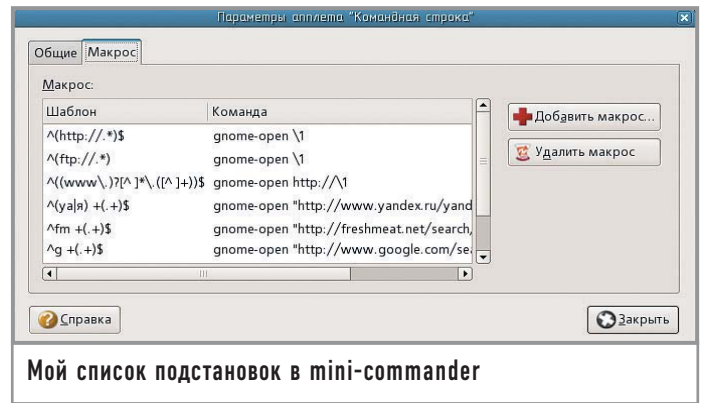 Параметры апплета "Командная строка"
Общие Макрос
Макрос:
Шаблон Команда
^(http://.*)$ gnome-open \1
^(ftp://.*) gnome-open \1
^((www\.)?[^ ]*\.([^ ]+))$ gnome-open http://\1
^(ya|я) +(.+)$ gnome-open "http://www.yandex.ru/yand
^fm +(.+)$ gnome-open "http://freshmeat.net/search/
^g +(.+)$ gnome-open "http://www.google.com/sea
Добавить макрос...
Удалить макрос
Справка
Закрыть
Мой список подстановок в mini-commander